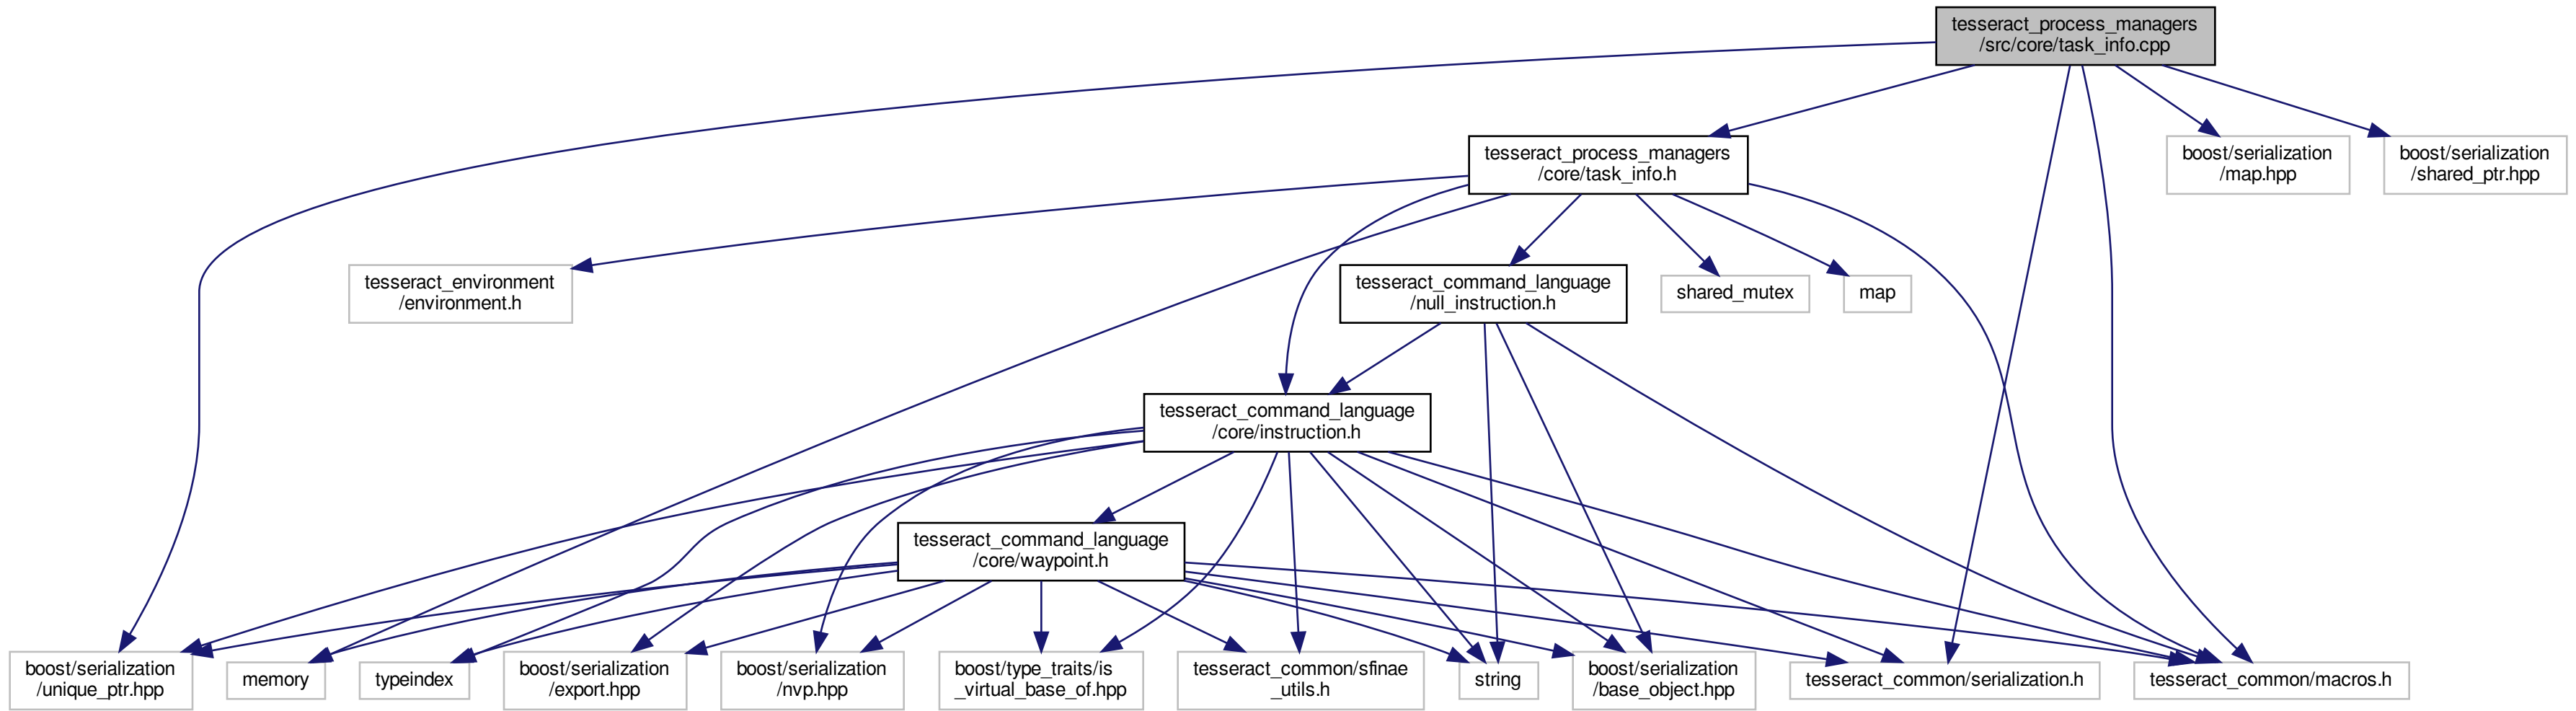 tesseract_process_managers
/src/core/task_info.cpp
tesseract_process_managers
/core/task_info.h
boost/serialization
/map.hpp
boost/serialization
/shared_ptr.hpp
tesseract_environment
/environment.h
tesseract_command_language
/null_instruction.h
shared_mutex
map
tesseract_command_language
/core/instruction.h
tesseract_command_language
/core/waypoint.h
boost/serialization
/unique_ptr.hpp
memory
typeindex
boost/serialization
/export.hpp
boost/serialization
/nvp.hpp
boost/type_traits/is
_virtual_base_of.hpp
tesseract_common/sfinae
_utils.h
string
boost/serialization
/base_object.hpp
tesseract_common/serialization.h
tesseract_common/macros.h